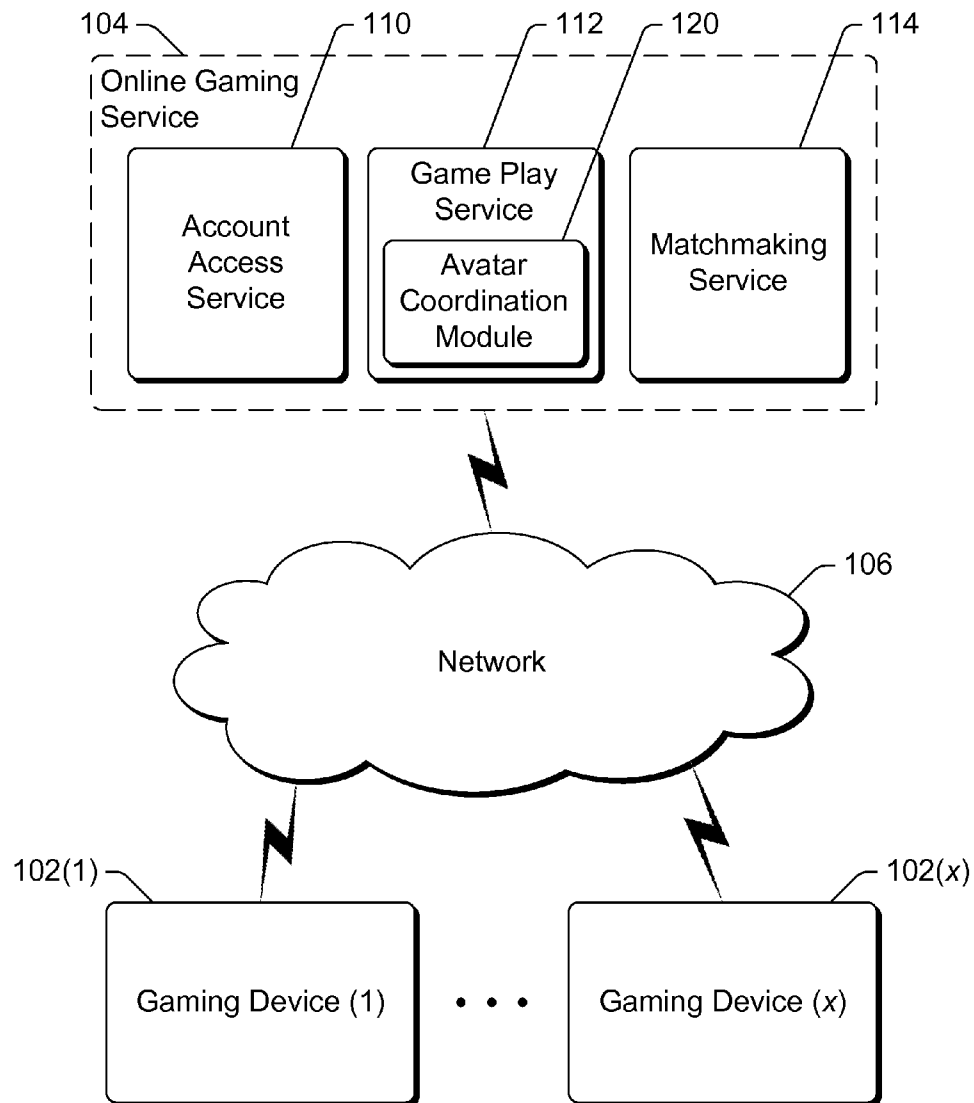 104
110
112
120
114
Online Gaming
Service
Account
Access
Service
Game Play
Service
Avatar
Coordination
Module
Matchmaking
Service
106
Network
102(1)
102(x)
Gaming Device (1)
• • •
Gaming Device (x)